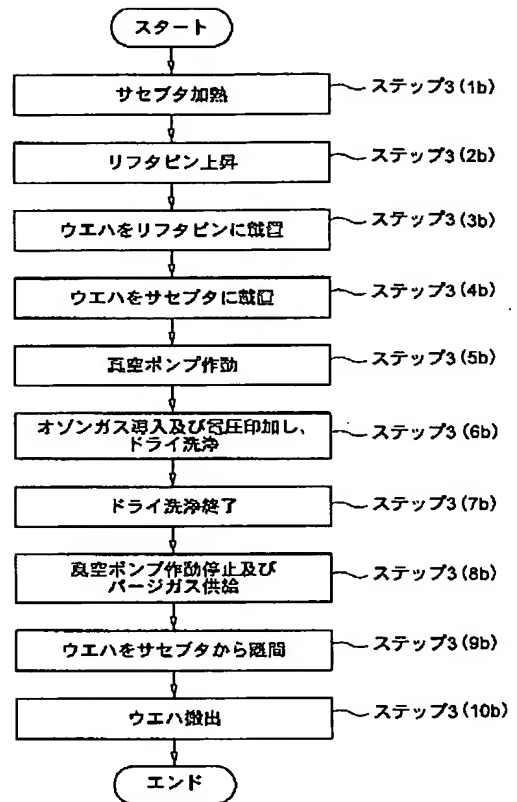 スタート
サセプタ加熱
ステップ3(1b)
リフタピン上昇
ステップ3(2b)
ウエハをリフタピンに載置
ステップ3(3b)
ウエハをサセプタに載置
ステップ3(4b)
真空ポンプ作動
ステップ3(5b)
オゾンガス導入及び電圧印加し、
ドライ洗浄
ステップ3(6b)
ドライ洗浄終了
ステップ3(7b)
真空ポンプ作動停止及び
パージガス供給
ステップ3(8b)
ウエハをサセプタから離間
ステップ3(9b)
ウエハ搬出
ステップ3(10b)
エンド